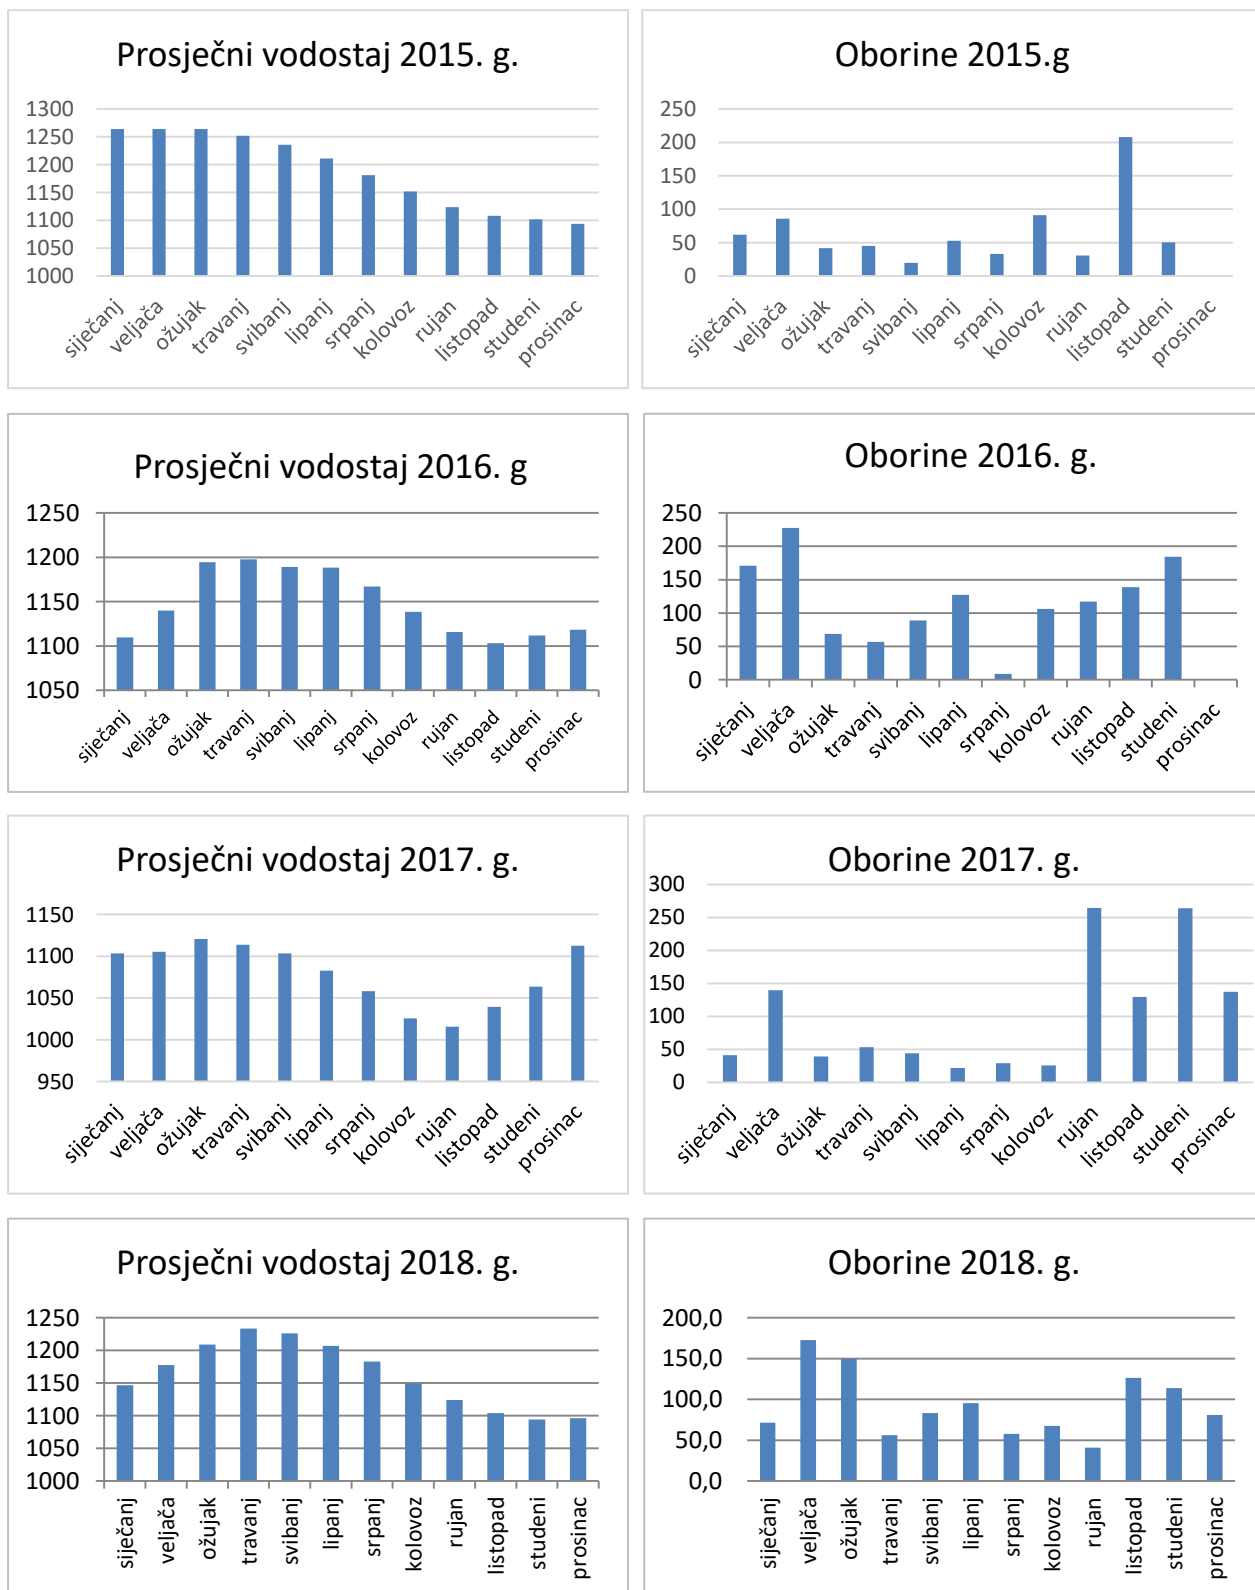 Prosječni vodostaj 2015. g.
1300
1250
1200
1150
1100
1050
1000
siječanj veljača ožujak travanj svibanj lipanj srpanj kolovoz rujan listopad studeni prosinac
Oborine 2015.g
250
200
150
100
50
0
siječanj veljača ožujak travanj svibanj lipanj srpanj kolovoz rujan listopad studeni prosinac
Prosječni vodostaj 2016. g
1250
1200
1150
1100
1050
siječanj veljača ožujak travanj svibanj lipanj srpanj kolovoz rujan listopad studeni prosinac
Oborine 2016. g.
250
200
150
100
50
0
siječanj veljača ožujak travanj svibanj lipanj srpanj kolovoz rujan listopad studeni prosinac
Prosječni vodostaj 2017. g.
1150
1100
1050
1000
950
siječanj veljača ožujak travanj svibanj lipanj srpanj kolovoz rujan listopad studeni prosinac
Oborine 2017. g.
300
250
200
150
100
50
0
siječanj veljača ožujak travanj svibanj lipanj srpanj kolovoz rujan listopad studeni prosinac
Prosječni vodostaj 2018. g.
1250
1200
1150
1100
1050
1000
siječanj veljača ožujak travanj svibanj lipanj srpanj kolovoz rujan listopad studeni prosinac
Oborine 2018. g.
200,0
150,0
100,0
50,0
0,0
siječanj veljača ožujak travanj svibanj lipanj srpanj kolovoz rujan listopad studeni prosinac